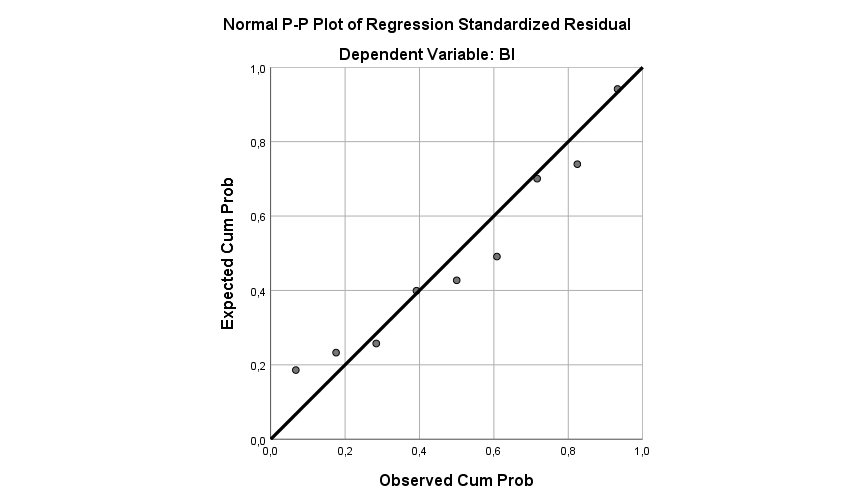 Normal P-P Plot of Regression Standardized Residual
Dependent Variable: BI
1,0
0,8
0,6
0,4
0,2
0,0
Expected Cum Prob
0,0 0,2 0,4 0,6 0,8 1,0
Observed Cum Prob